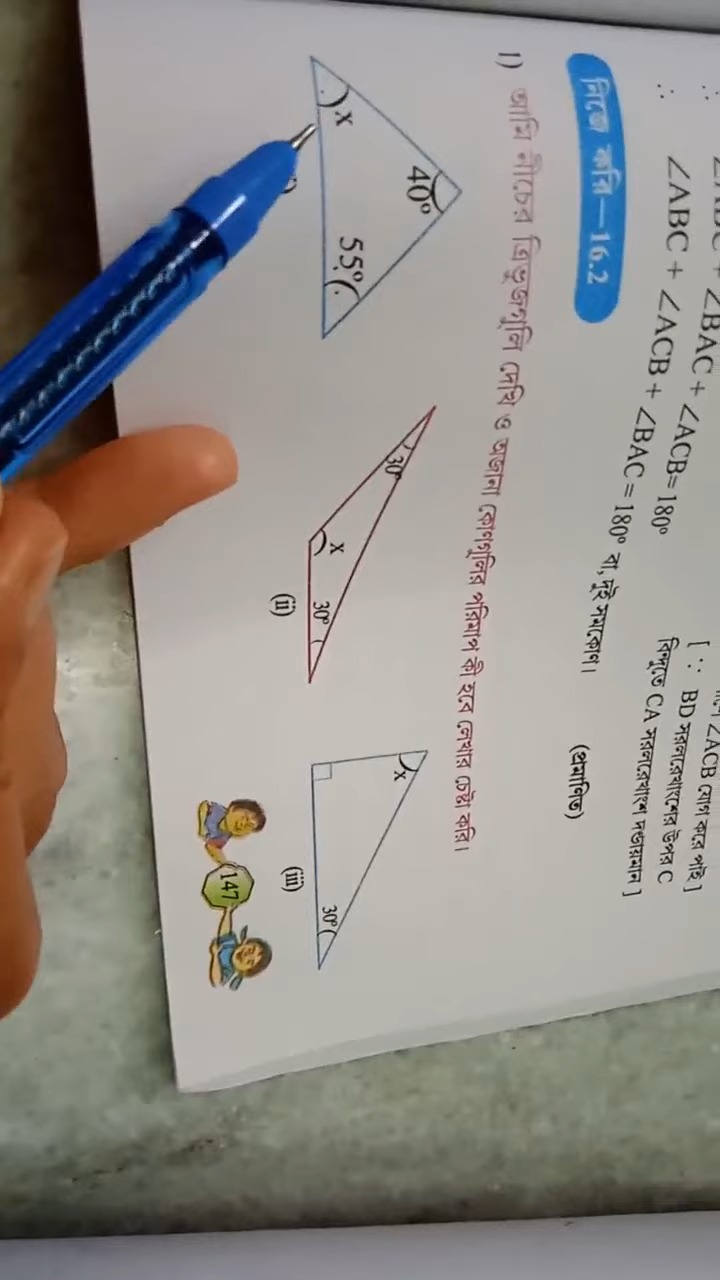 ∠BAC + ∠ACB = 180°
∠ACB যোগ করে পাই ]
∴ ∠ABC + ∠ACB + ∠BAC = 180° বা, দুই সমকোণ।
[ ∵ BD সরলরেখাংশের উপর C
বিন্দুতে CA সরলরেখাংশ দন্ডায়মান ]
(প্রমাণিত)
নিজে করি—16.2
1) আমি নীচের ত্রিভুজগুলি দেখি ও অজানা কোণগুলির পরিমাপ কী হবে লেখার চেষ্টা করি।
40°
x
55°
30°
x
30°
(ii)
x
30°
(iii)
147